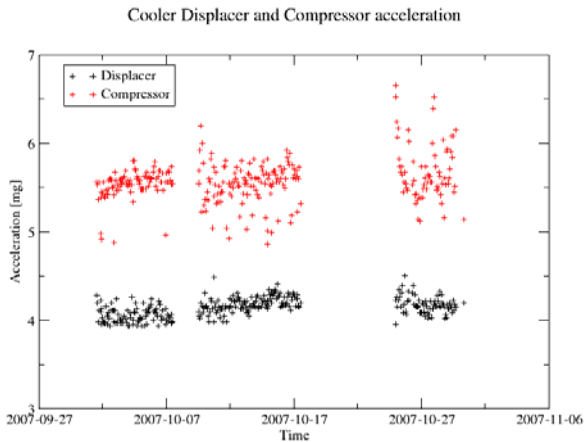 Cooler Displacer and Compressor acceleration
7
Displacer
Compressor
6
Acceleration [mg]
5
4
3
2007-09-27 2007-10-07 2007-10-17 2007-10-27 2007-11-06
Time